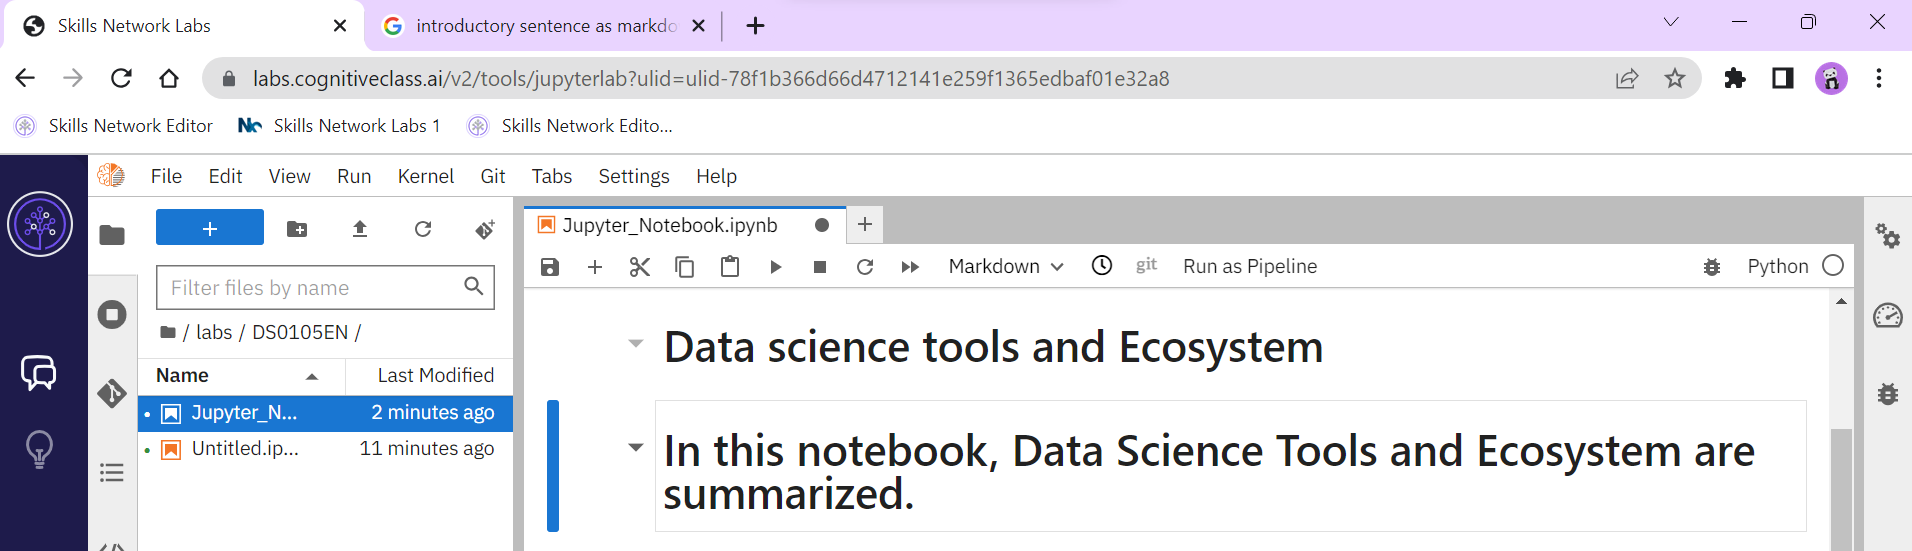 Skills Network Labs
introductory sentence as markdo
labs.cognitiveclass.ai/v2/tools/jupyterlab?ulid=ulid-78f1b366d66d4712141e259f1365edbaf01e32a8
Skills Network Editor Skills Network Labs 1 Skills Network Edito...
File Edit View Run Kernel Git Tabs Settings Help
Jupyter_Notebook.ipynb
Markdown git Run as Pipeline Python
Filter files by name
/ labs / DS0105EN /
Name Last Modified
Jupyter_N... 2 minutes ago
Untitled.ip... 11 minutes ago
Data science tools and Ecosystem
In this notebook, Data Science Tools and Ecosystem are
summarized.